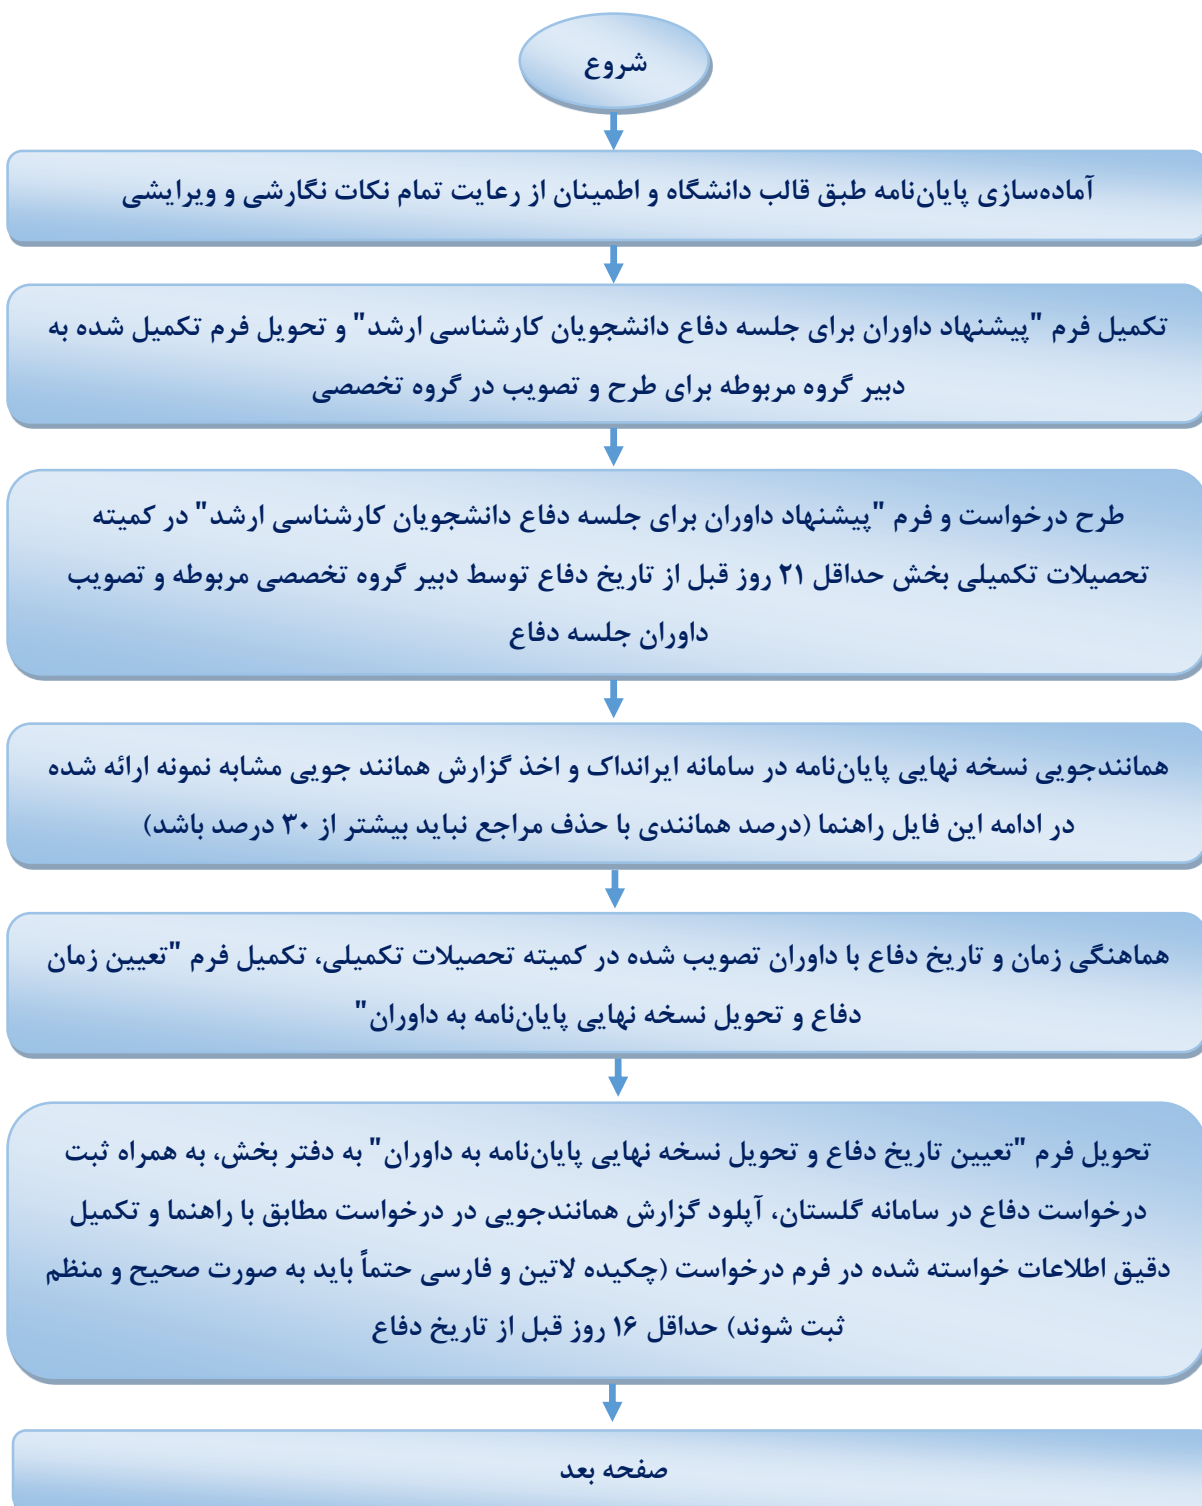 شروع
آماده‌سازی پایان‌نامه طبق قالب دانشگاه و اطمینان از رعایت تمام نکات نگارشی و ویرایشی
تکمیل فرم "پیشنهاد داوران برای جلسه دفاع دانشجویان کارشناسی ارشد" و تحویل فرم تکمیل شده به
دبیر گروه مربوطه برای طرح و تصویب در گروه تخصصی
طرح درخواست و فرم "پیشنهاد داوران برای جلسه دفاع دانشجویان کارشناسی ارشد" در کمیته
تحصیلات تکمیلی بخش حداقل ۲۱ روز قبل از تاریخ دفاع توسط دبیر گروه تخصصی مربوطه و تصویب
داوران جلسه دفاع
همانندجویی نسخه نهایی پایان‌نامه در سامانه ایرانداک و اخذ گزارش همانند جویی مشابه نمونه ارائه شده
در ادامه این فایل راهنما (درصد همانندی با حذف مراجع نباید بیشتر از ۳۰ درصد باشد)
هماهنگی زمان و تاریخ دفاع با داوران تصویب شده در کمیته تحصیلات تکمیلی، تکمیل فرم "تعیین زمان
دفاع و تحویل نسخه نهایی پایان‌نامه به داوران"
تحویل فرم "تعیین تاریخ دفاع و تحویل نسخه نهایی پایان‌نامه به داوران" به دفتر بخش، به همراه ثبت
درخواست دفاع در سامانه گلستان، آپلود گزارش همانندجویی در درخواست مطابق با راهنما و تکمیل
دقیق اطلاعات خواسته شده در فرم درخواست (چکیده لاتین و فارسی حتماً باید به صورت صحیح و منظم
ثبت شوند) حداقل ۱۶ روز قبل از تاریخ دفاع
صفحه بعد